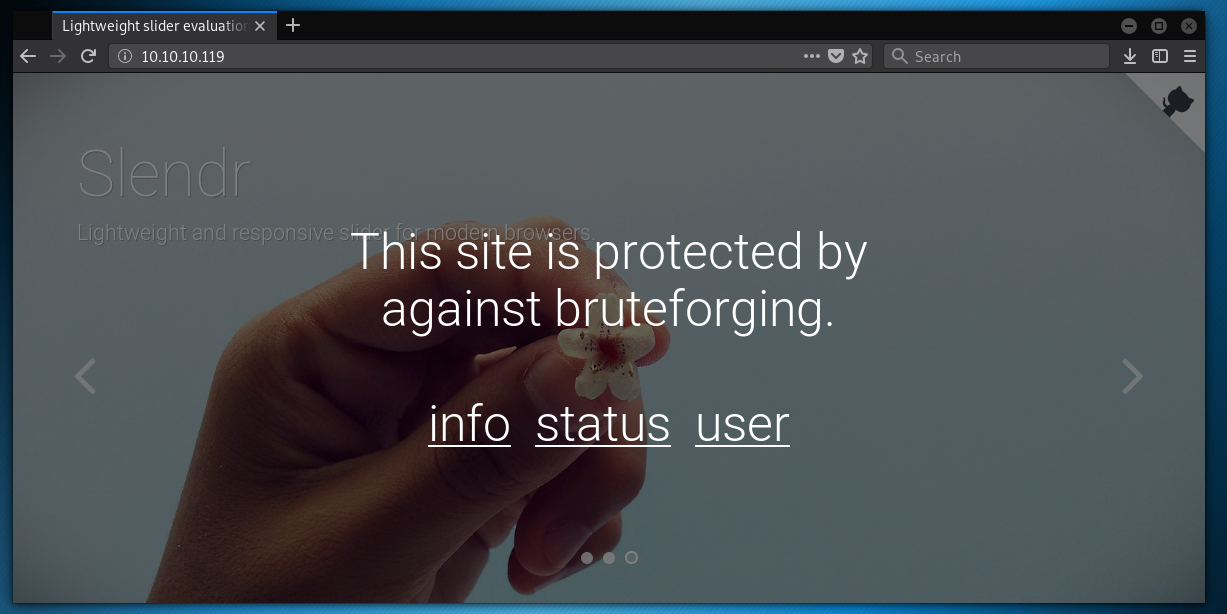 Lightweight slider evaluation
10.10.10.119
Search
Slendr
Lightweight and responsive slider for modern browsers.
This site is protected by
against bruteforging.
info status user